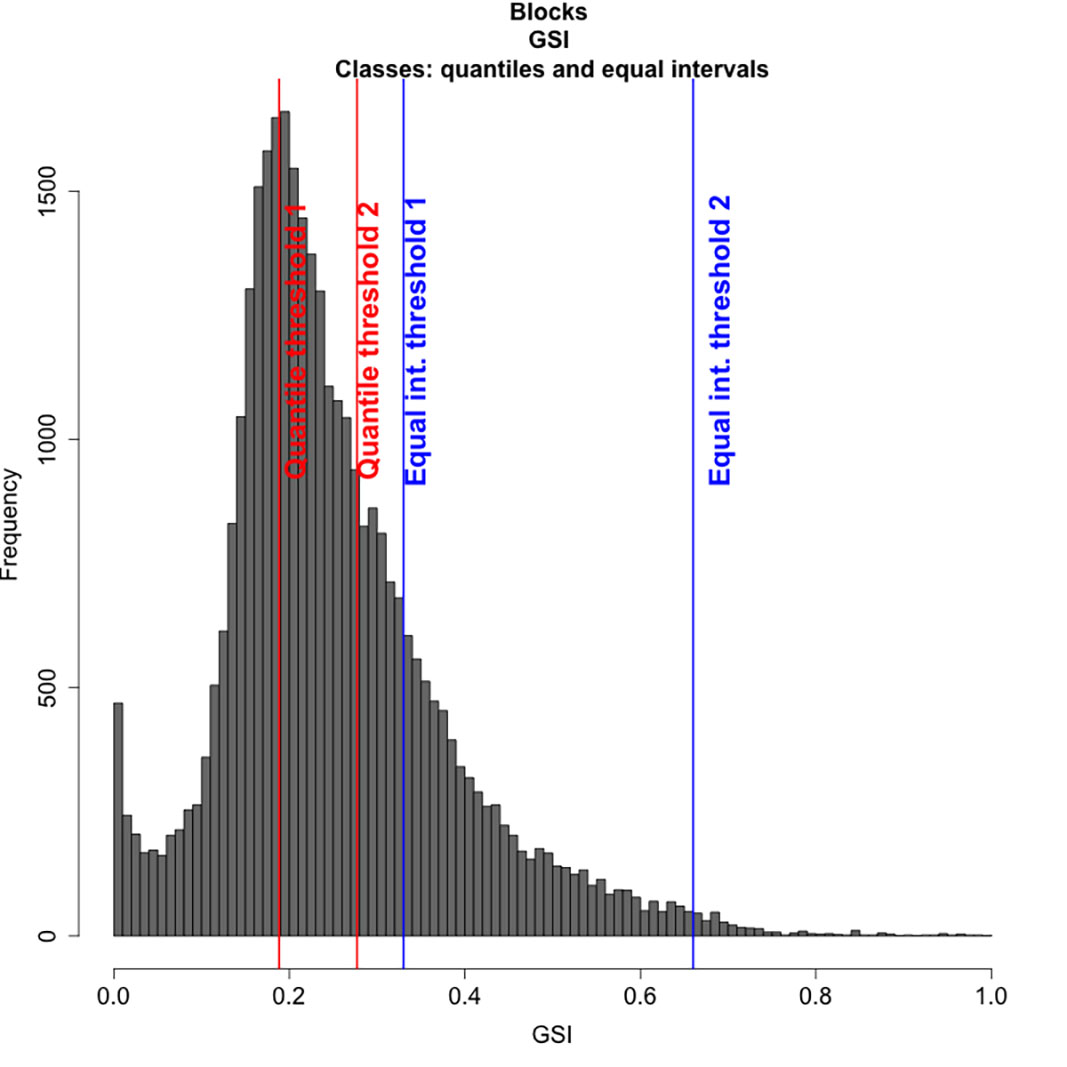 Blocks
GSI
Classes: quantiles and equal intervals
Frequency
1500
1000
500
0
Quantile threshold 1
Quantile threshold 2
Equal int. threshold 1
Equal int. threshold 2
0.0 0.2 0.4 0.6 0.8 1.0
GSI